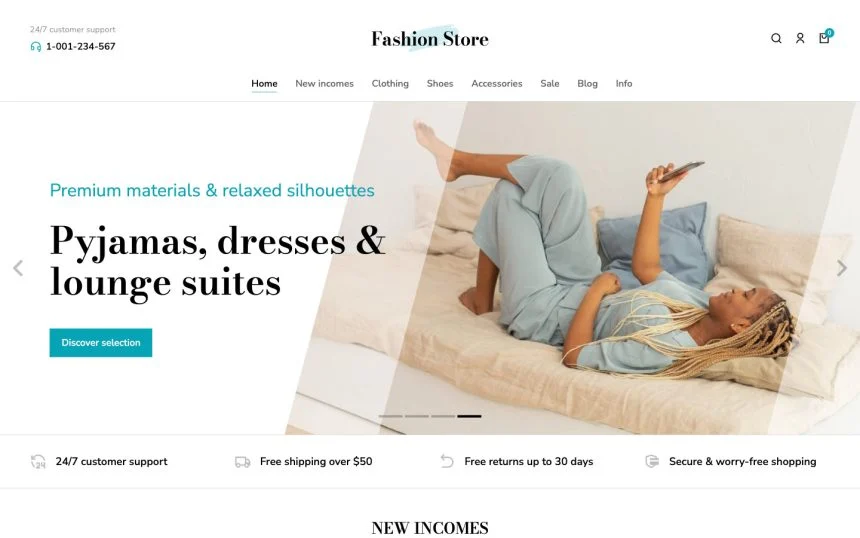 24/7 customer support
1-001-234-567
Fashion Store
0
Home New incomes Clothing Shoes Accessories Sale Blog Info
Premium materials & relaxed silhouettes
Pyjamas, dresses &
lounge suites
Discover selection
24 24/7 customer support Free shipping over $50 Free returns up to 30 days Secure & worry-free shopping
NEW INCOMES